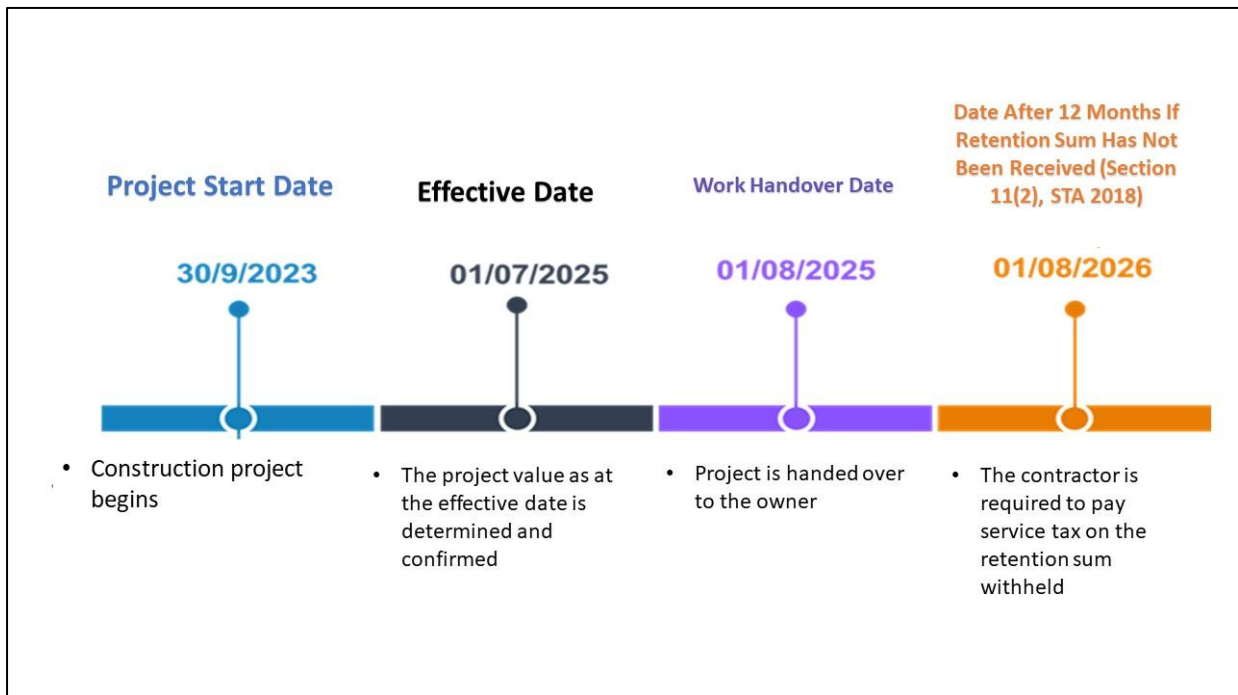 Project Start Date
30/9/2023
• Construction project
begins
Effective Date
01/07/2025
• The project value as at
the effective date is
determined and
confirmed
Work Handover Date
01/08/2025
• Project is handed over
to the owner
Date After 12 Months If
Retention Sum Has Not
Been Received (Section
11(2), STA 2018)
01/08/2026
• The contractor is
required to pay
service tax on the
retention sum
withheld